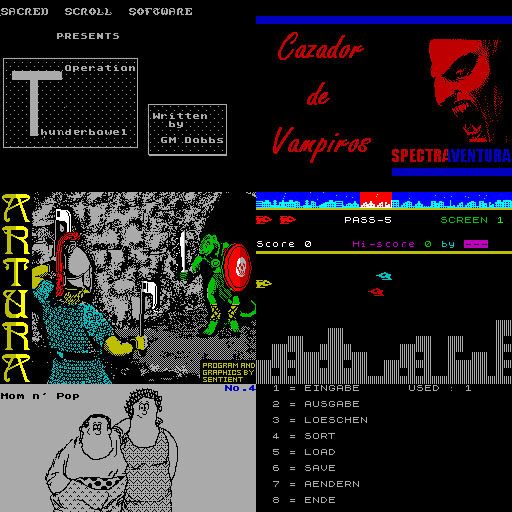 SACRED SCROLL SOFTWARE
PRESENTS
Operation
Thunderbowel
Written
by
GM Dobbs
Cazador
de
Vampiros
SPECTRAVENTURA
ARTURA
PROGRAM AND
GRAPHICS BY
SENTIENT
PASS-5 SCREEN 1
Score 0 Hi-score 0 by ---
No.4
Mom n' Pop
1 = EINGABE USED : 1
2 = AUSGABE
3 = LOESCHEN
4 = SORT
5 = LOAD
6 = SAVE
7 = AENDERN
8 = ENDE